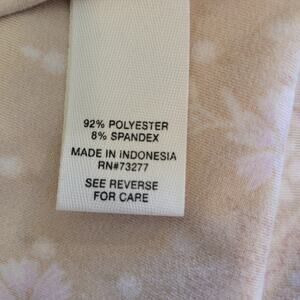 92% POLYESTER
8% SPANDEX
MADE IN INDONESIA
RN#73277
SEE REVERSE
FOR CARE